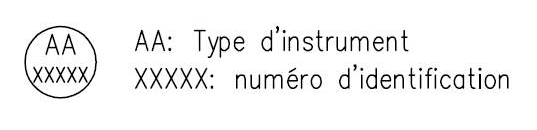 AA
XXXXX
AA: Type d'instrument
XXXXX: numéro d'identification